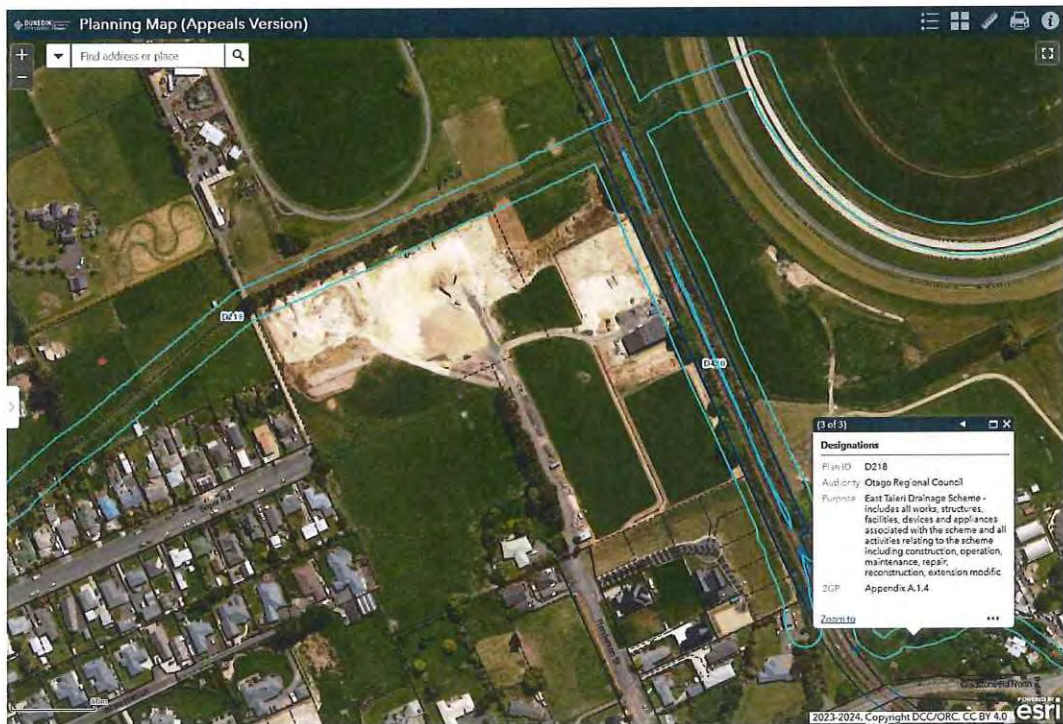 DUNEDIN
Planning Map (Appeals Version)
Find address or place
D218
(3 of 3)
Designations
Plan ID D218
Authority Otago Regional Council
Purpose East Taieri Drainage Scheme -
includes all works, structures,
facilities, devices and appliances
associated with the scheme and all
activities relating to the scheme
including construction, operation,
maintenance, repair,
reconstruction, extension modific
2GP Appendix A.1.4
Zoom to
2023-2024, Copyright DCC/ORC. CC BY 4.0
POWERED BY
esri